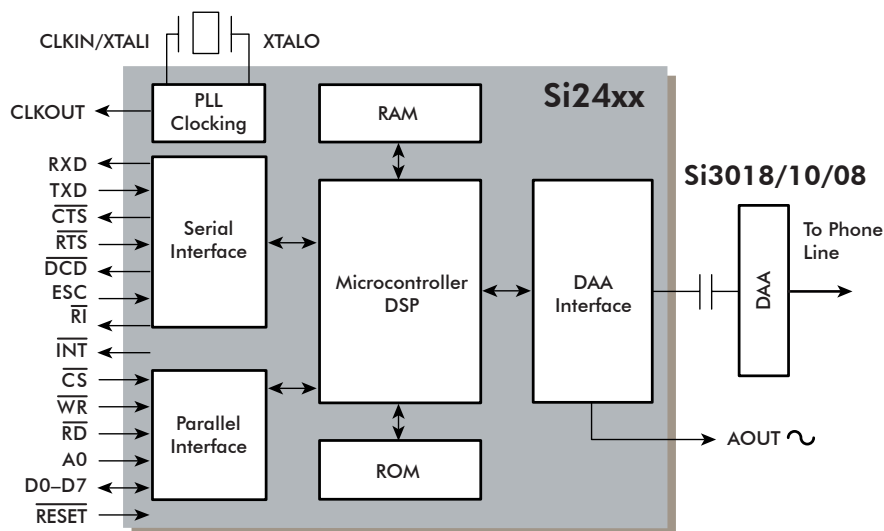 CLKIN/XTALI
XTALO
Si24xx
CLKOUT
PLL
Clocking
RAM
RXD
TXD
CTS
RTS
DCD
ESC
RI
INT
CS
WR
RD
A0
D0–D7
RESET
Serial
Interface
Parallel
Interface
Microcontroller
DSP
ROM
DAA
Interface
Si3018/10/08
DAA
To Phone
Line
AOUT